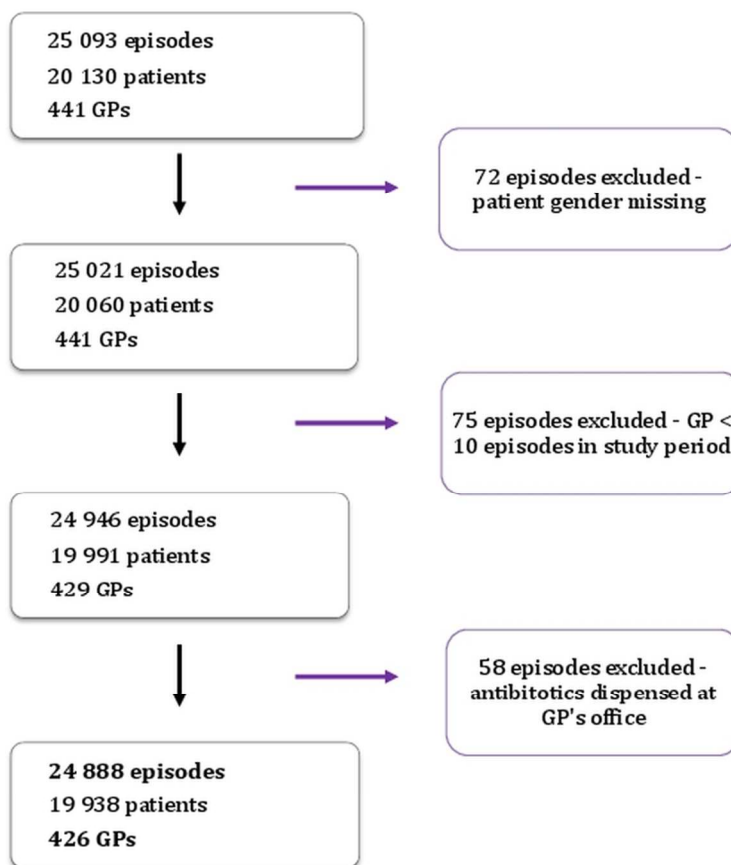 25 093 episodes
20 130 patients
441 GPs
72 episodes excluded -
patient gender missing
25 021 episodes
20 060 patients
441 GPs
75 episodes excluded - GP <
10 episodes in study period
24 946 episodes
19 991 patients
429 GPs
58 episodes excluded -
antibitotics dispensed at
GP's office
24 888 episodes
19 938 patients
426 GPs